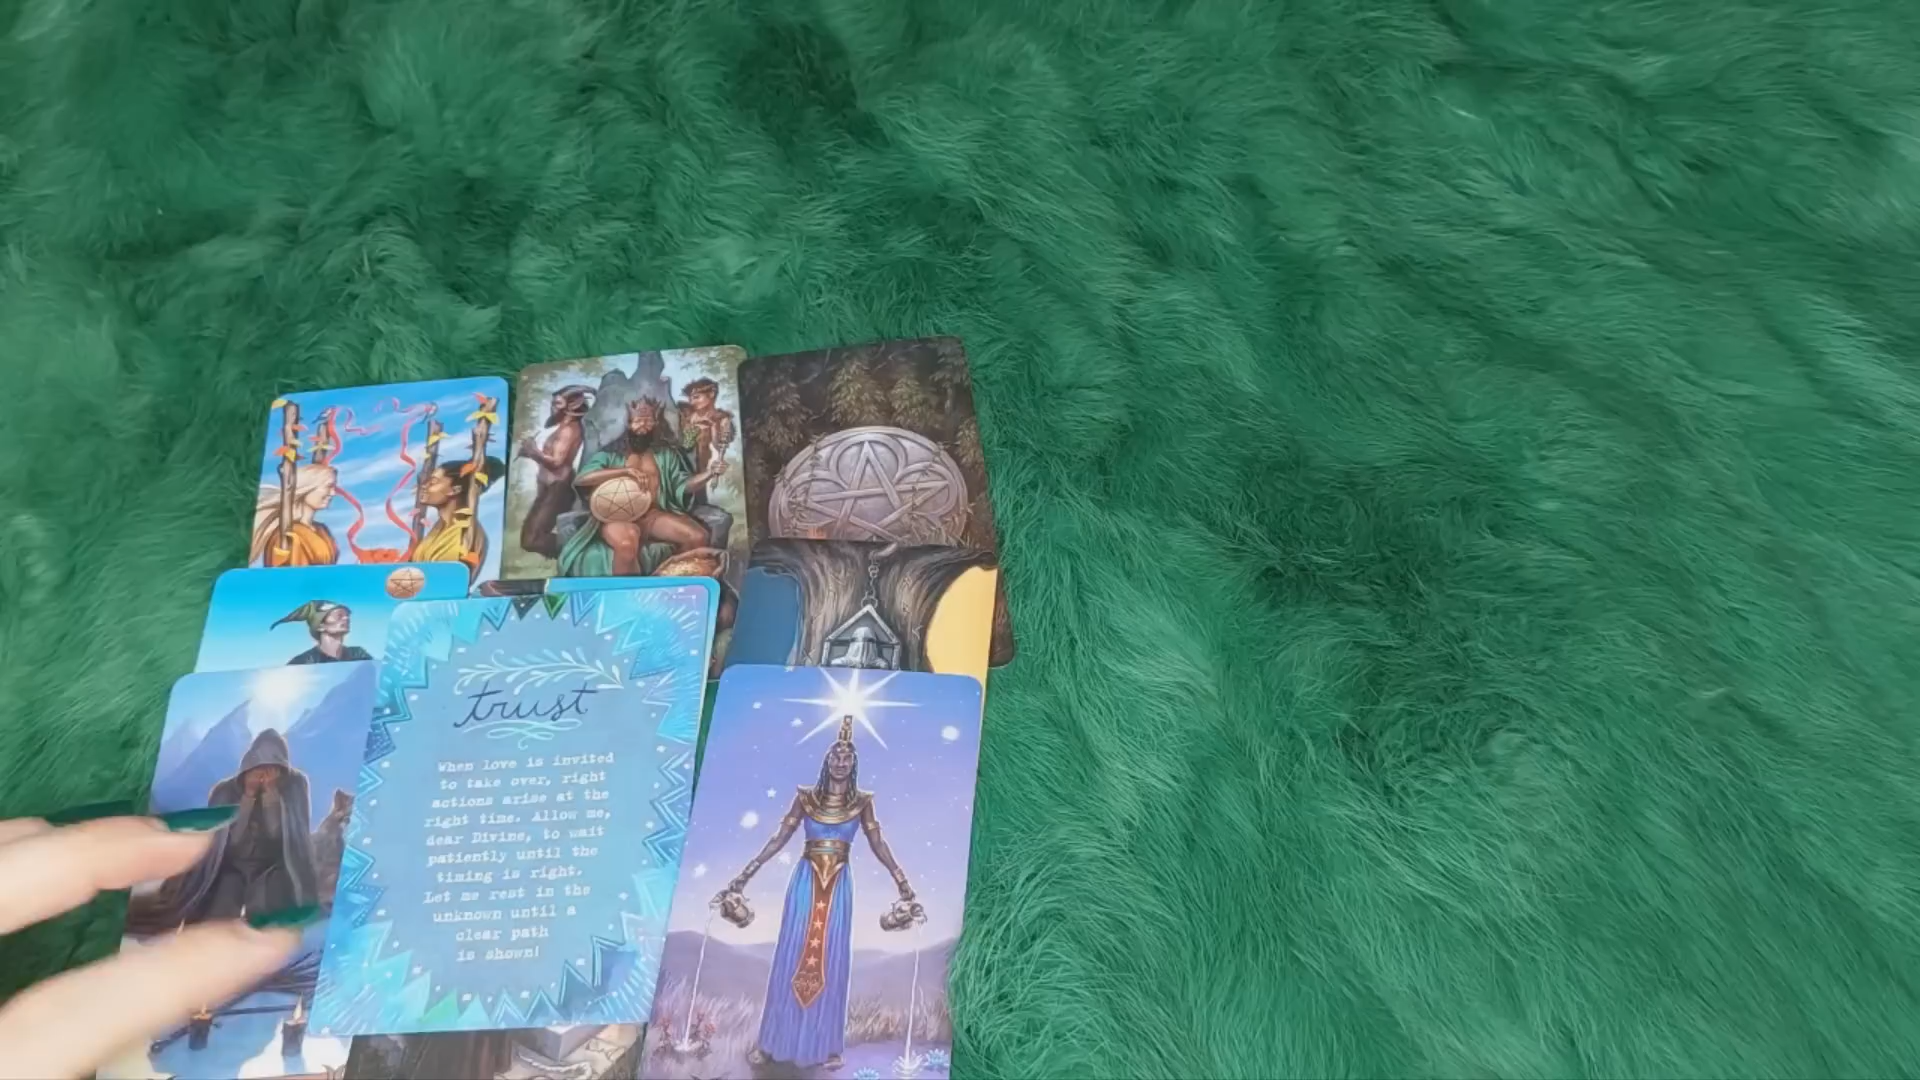 trust
When love is invited
to take over, right
actions arise at the
right time. Allow me,
dear Divine, to wait
patiently until the
timing is right.
Let me rest in the
unknown until a
clear path
is shown!